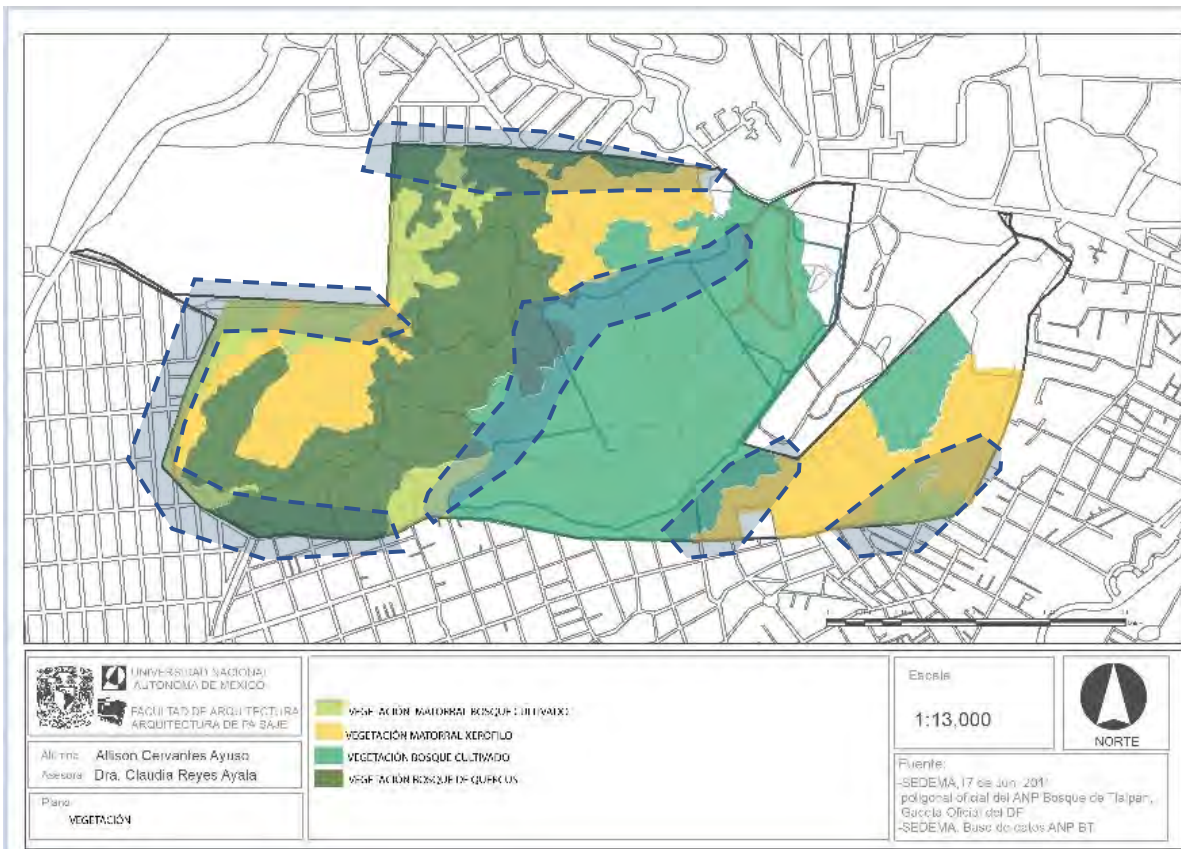 UNIVERSIDAD NACIONAL
AUTONOMA DE MEXICO
FACULTAD DE ARQUITECTURA
ARQUITECTURA DE PAISAJE
Alumna: Allison Cervantes Ayuso
Asesora: Dra. Claudia Reyes Ayala
Plano:
VEGETACIÓN
VEGETACIÓN MATORRAL BOSQUE CULTIVADO
VEGETACIÓN MATORRAL XERÓFILO
VEGETACIÓN BOSQUE CULTIVADO
VEGETACIÓN BOSQUE DE QUERCUS
Escala
1:13,000
NORTE
Fuente:
-SEDEMA, 17 de Jun,
poligonal oficial del ANP Bosque de Tlalpan,
Gaceta Oficial del DF
-SEDEMA. Base de datos ANP BT